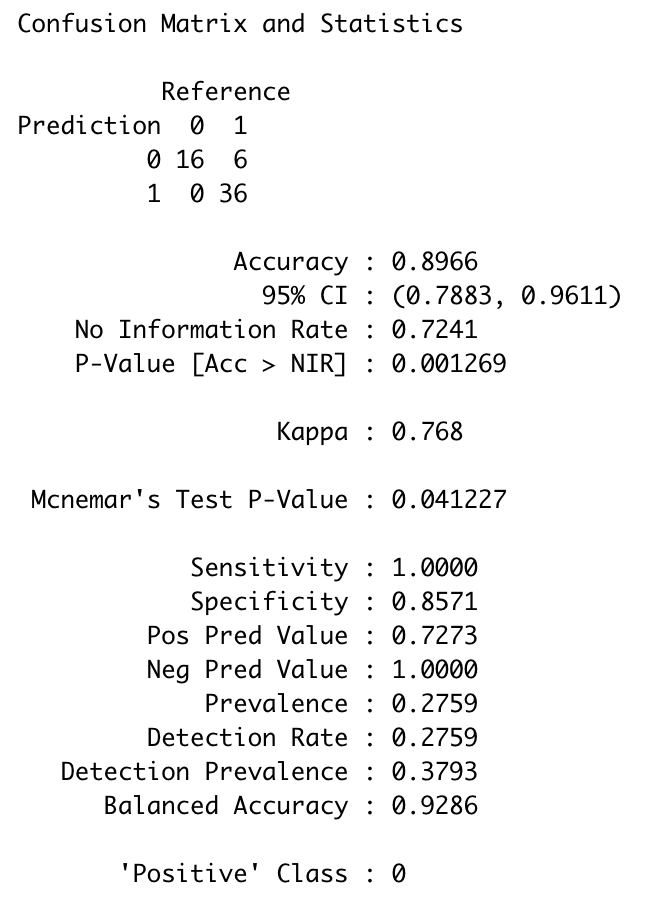 Confusion Matrix and Statistics
Reference
Prediction 0 1
0 16 6
1 0 36
Accuracy : 0.8966
95% CI : (0.7883, 0.9611)
No Information Rate : 0.7241
P-Value [Acc > NIR] : 0.001269
Kappa : 0.768
Mcnemar's Test P-Value : 0.041227
Sensitivity : 1.0000
Specificity : 0.8571
Pos Pred Value : 0.7273
Neg Pred Value : 1.0000
Prevalence : 0.2759
Detection Rate : 0.2759
Detection Prevalence : 0.3793
Balanced Accuracy : 0.9286
'Positive' Class : 0